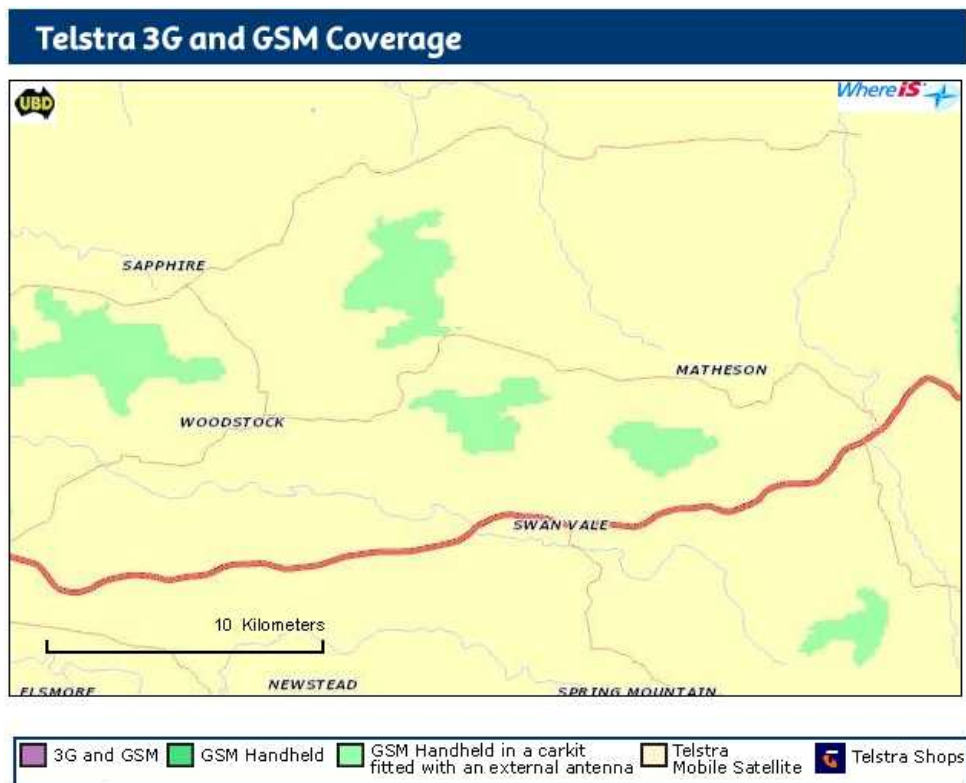 Telstra 3G and GSM Coverage
UBD
Whereis
SAPPHIRE
MATHESON
WOODSTOCK
SWAN VALE
10 Kilometers
NEWSTEAD
ELSMORE
SPRING MOUNTAIN
3G and GSM
GSM Handheld
GSM Handheld in a carkit
fitted with an external antenna
Telstra
Mobile Satellite
Telstra Shops